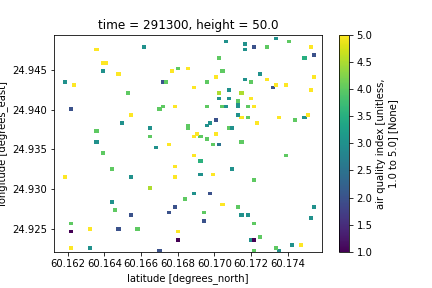 time = 291300, height = 50.0
24.945
24.940
24.935
24.930
24.925
longitude [degrees_east]
60.162 60.164 60.166 60.168 60.170 60.172 60.174
latitude [degrees_north]
5.0
4.5
4.0
3.5
3.0
2.5
2.0
1.5
1.0
air quality index [unitless,
1.0 to 5.0] [None]